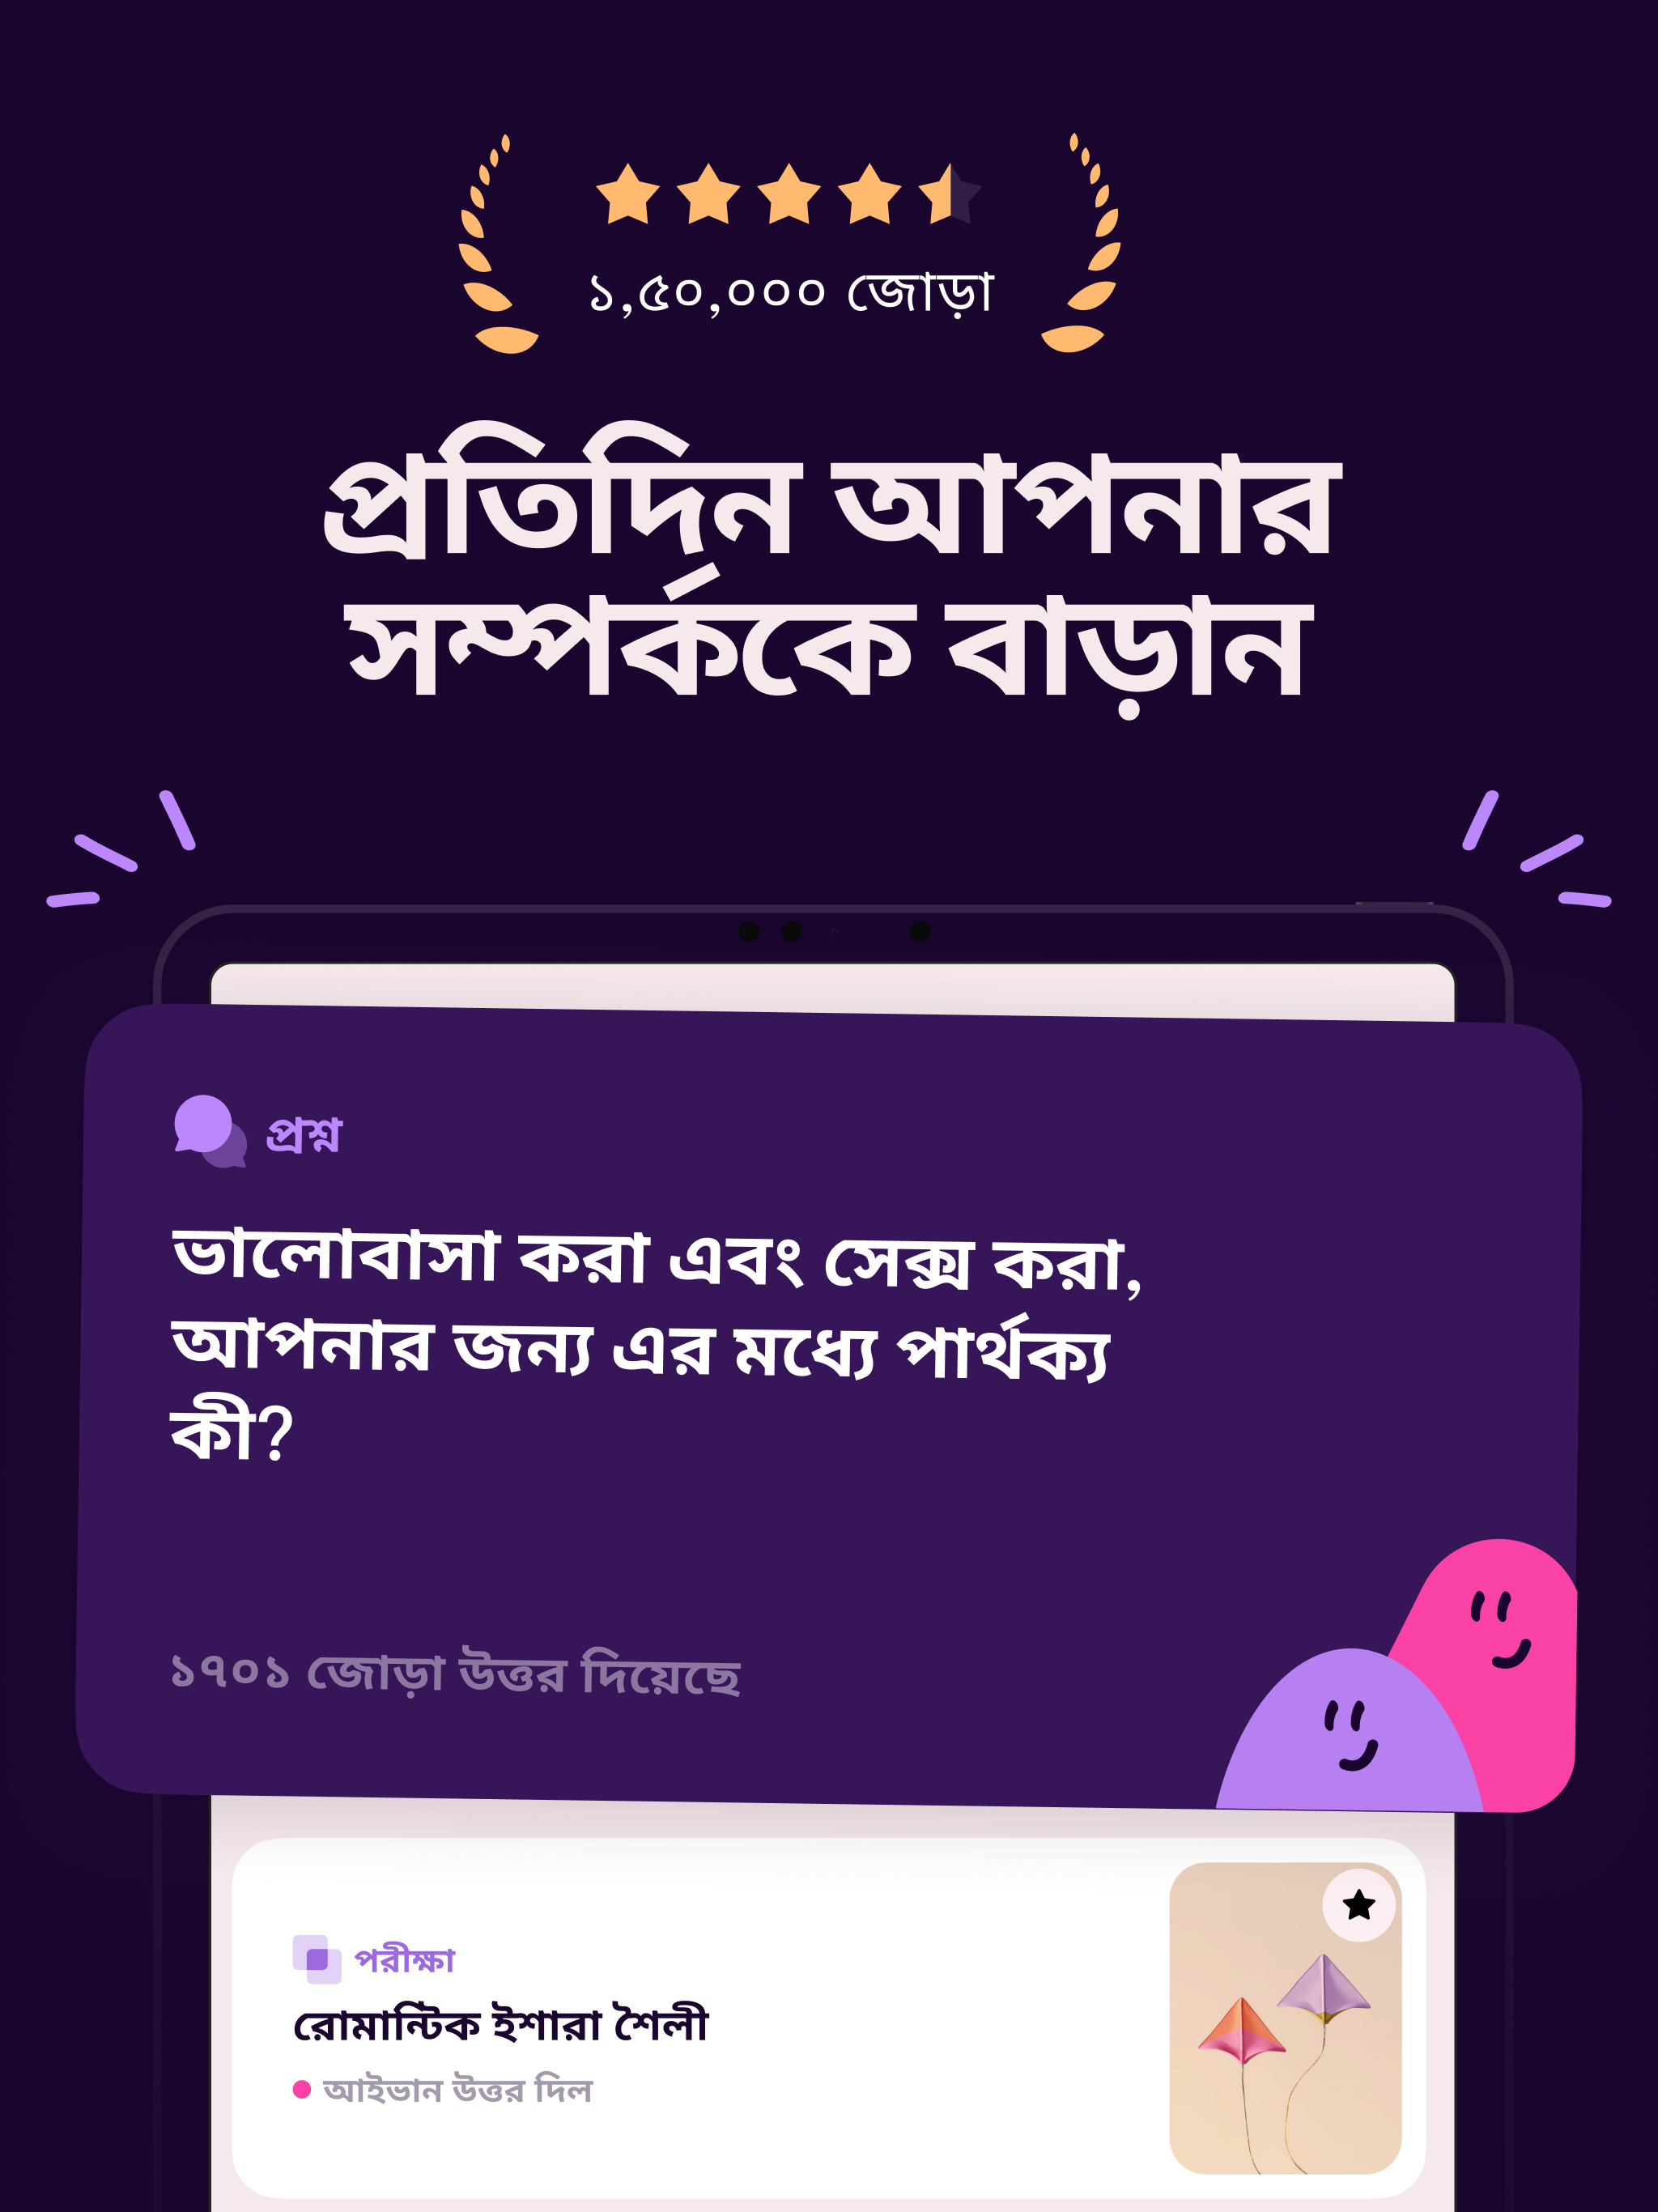 ১,৫০,০০০ জোড়া
প্রতিদিন আপনার
সম্পর্ককে বাড়ান
প্রশ্ন
ভালোবাসা করা এবং সেক্স করা,
আপনার জন্য এর মধ্যে পার্থক্য
কী?
১৭০১ জোড়া উত্তর দিয়েছে
পরীক্ষা
রোমান্টিক ইশারা শৈলী
আইভান উত্তর দিল